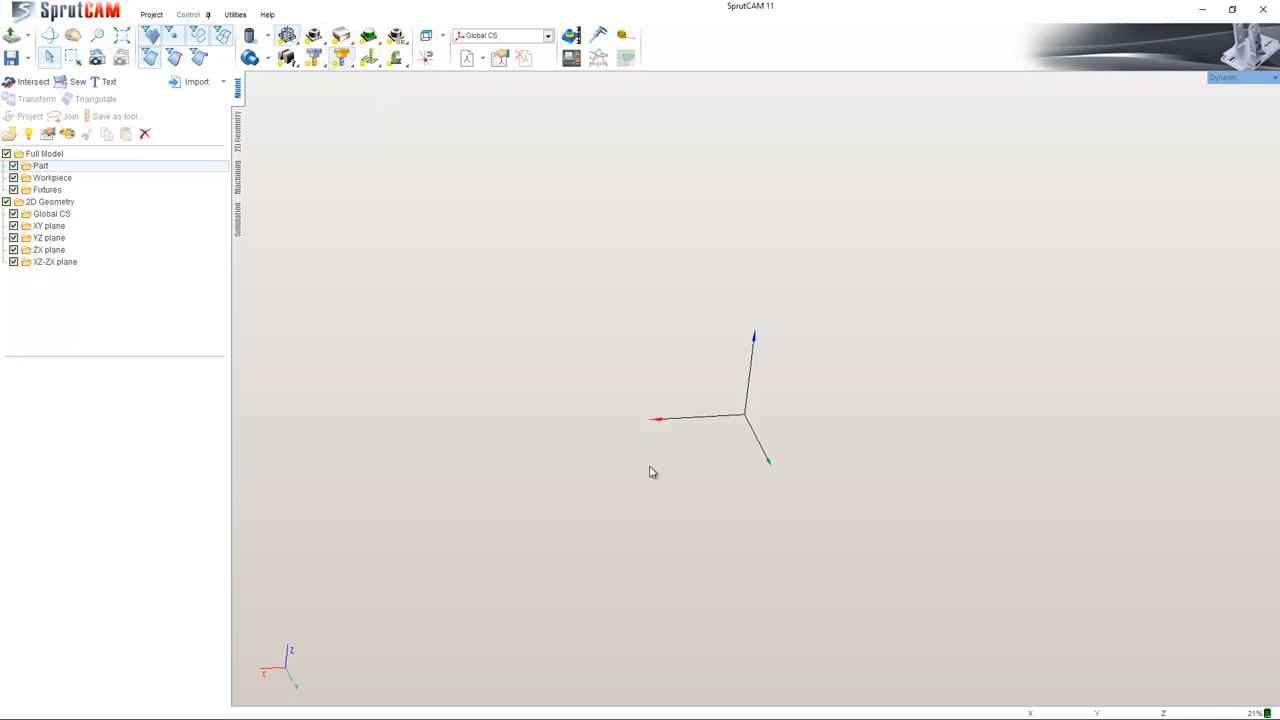 SprutCAM
Project
Control
Utilities
Help
SprutCAM 11
Global CS
Dynamic
Intersect
Sew
Text
Import
Transform
Triangulate
Project
Join
Save as tool...
Full Model
Part
Workpiece
Fixtures
2D Geometry
Global CS
XY plane
YZ plane
ZX plane
XZ-ZX plane
Model
2D Geometry
Machining
Simulation
Z
X
Y
X
Y
Z
21%